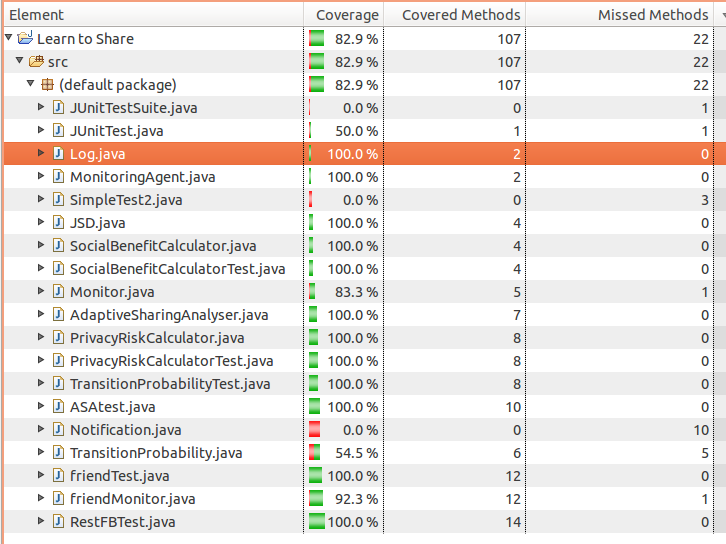 Element Coverage Covered Methods Missed Methods
Learn to Share 82.9 % 107 22
src 82.9 % 107 22
(default package) 82.9 % 107 22
JUnitTestSuite.java 0.0 % 0 1
JUnitTest.java 50.0 % 1 1
Log.java 100.0 % 2 0
MonitoringAgent.java 100.0 % 2 0
SimpleTest2.java 0.0 % 0 3
JSD.java 100.0 % 4 0
SocialBenefitCalculator.java 100.0 % 4 0
SocialBenefitCalculatorTest.java 100.0 % 4 0
Monitor.java 83.3 % 5 1
AdaptiveSharingAnalyser.java 100.0 % 7 0
PrivacyRiskCalculator.java 100.0 % 8 0
PrivacyRiskCalculatorTest.java 100.0 % 8 0
TransitionProbabilityTest.java 100.0 % 8 0
ASAtest.java 100.0 % 10 0
Notification.java 0.0 % 0 10
TransitionProbability.java 54.5 % 6 5
friendTest.java 100.0 % 12 0
friendMonitor.java 92.3 % 12 1
RestFBTest.java 100.0 % 14 0